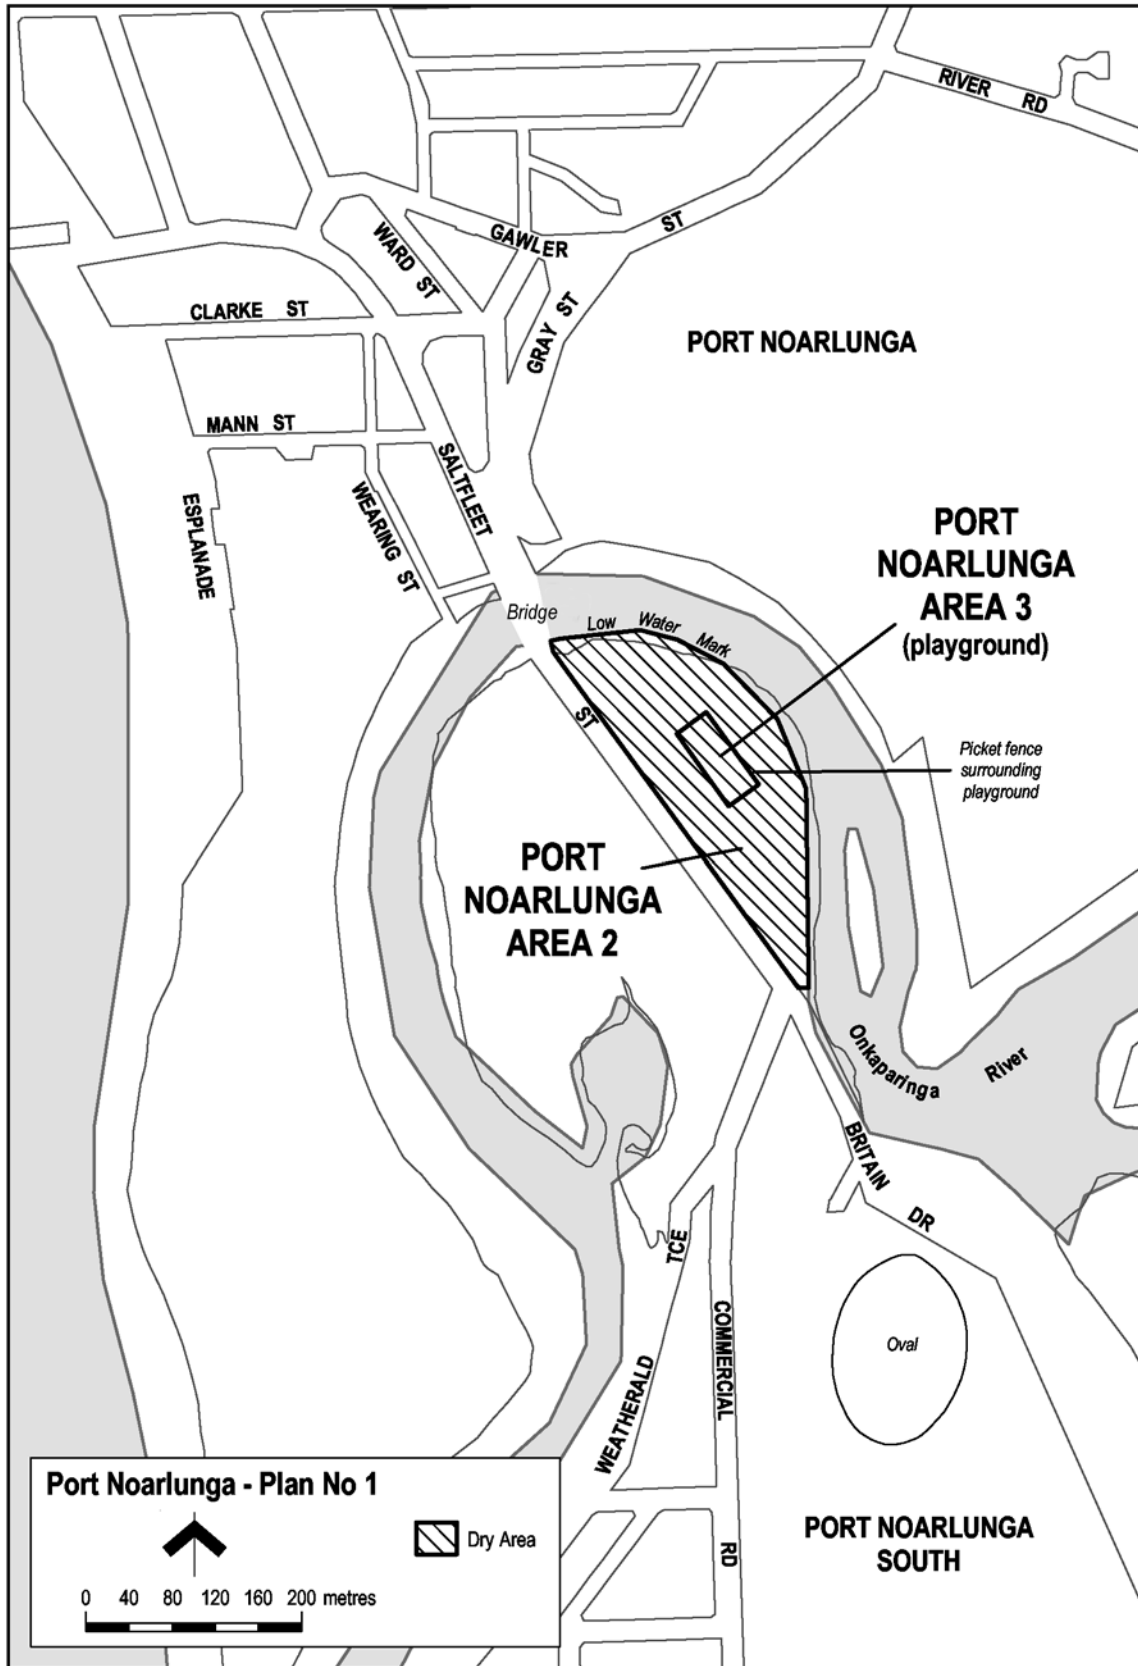 RIVER RD
GAWLER
ST
WARD ST
CLARKE ST
GRAY ST
PORT NOARLUNGA
MANN ST
SALTFLEET
ST
WEARING ST
ESPLANADE
PORT
NOARLUNGA
AREA 3
(playground)
Bridge
Low Water Mark
Picket fence
surrounding
playground
PORT
NOARLUNGA
AREA 2
Onkaparinga River
BRITAIN
DR
WEATHERALD
TCE
COMMERCIAL
RD
Oval
PORT NOARLUNGA
SOUTH
Port Noarlunga - Plan No 1
Dry Area
0 40 80 120 160 200 metres